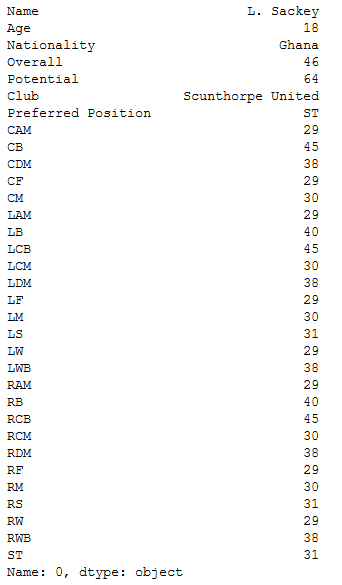 Name L. Sackey
Age 18
Nationality Ghana
Overall 46
Potential 64
Club Scunthorpe United
Preferred Position ST
CAM 29
CB 45
CDM 38
CF 29
CM 30
LAM 29
LB 40
LCB 45
LCM 30
LDM 38
LF 29
LM 30
LS 31
LW 29
LWB 38
RAM 29
RB 40
RCB 45
RCM 30
RDM 38
RF 29
RM 30
RS 31
RW 29
RWB 38
ST 31
Name: 0, dtype: object